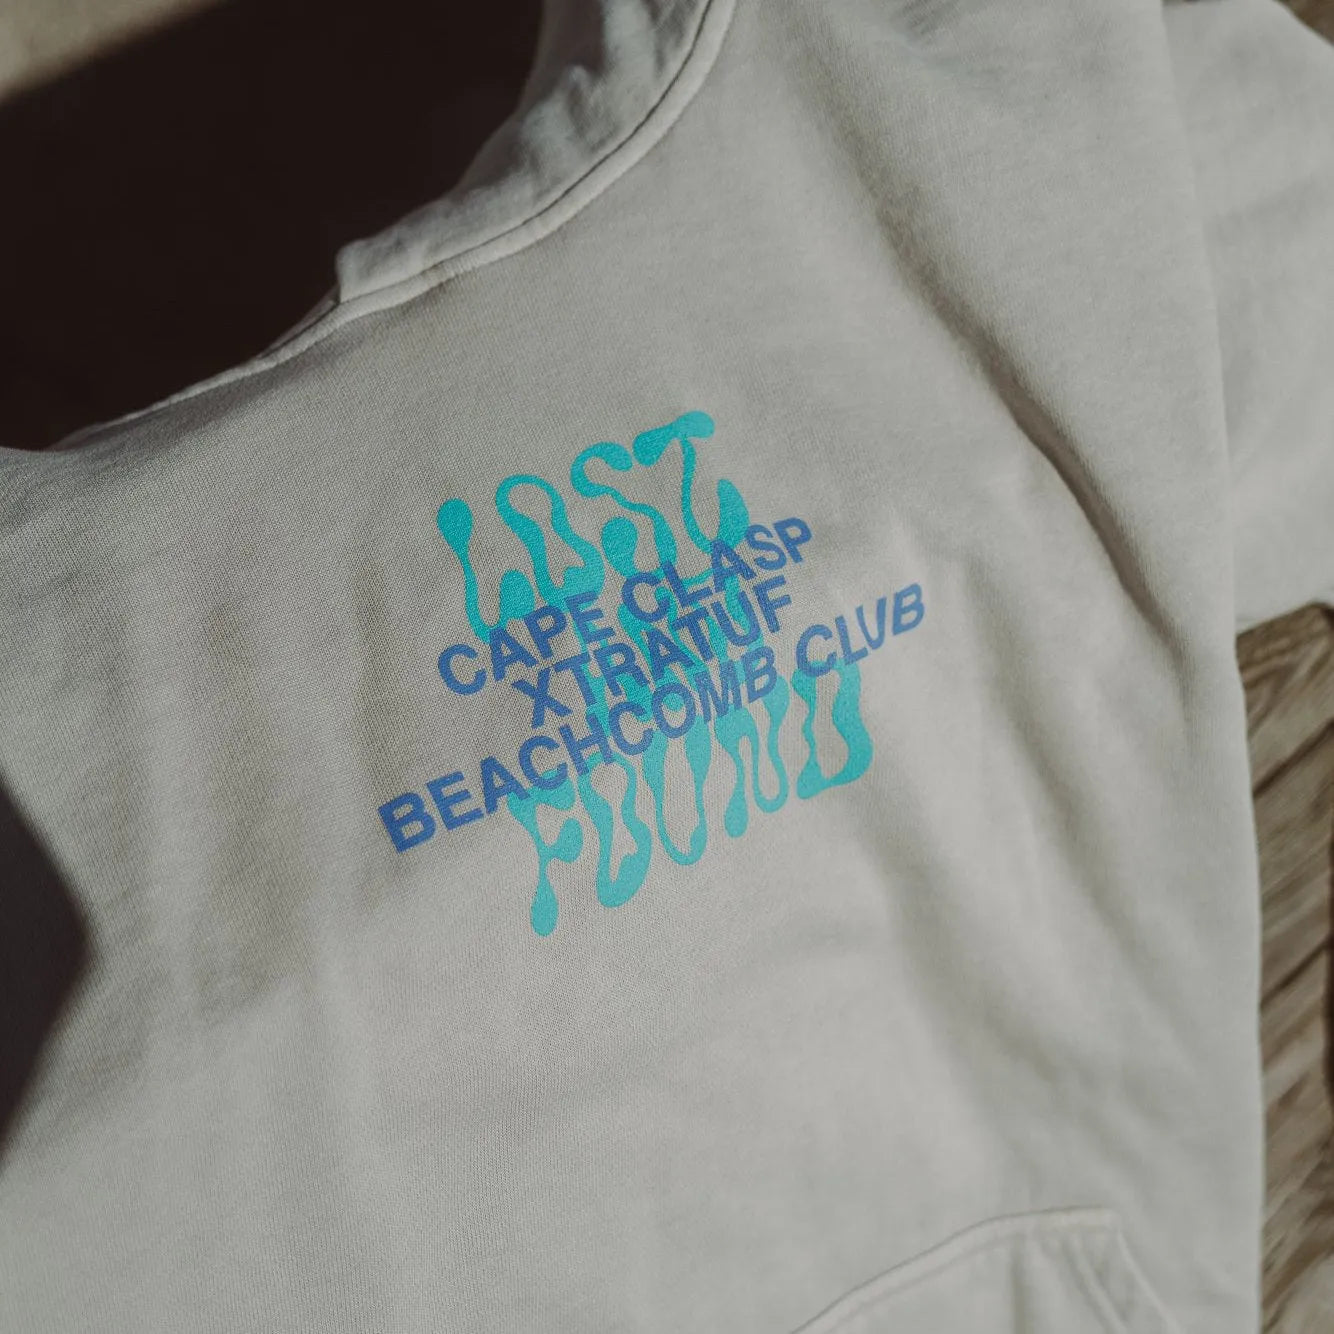 LOST
CAPE CLASP
XTRATUF
BEACHCOMB CLUB
FOUND